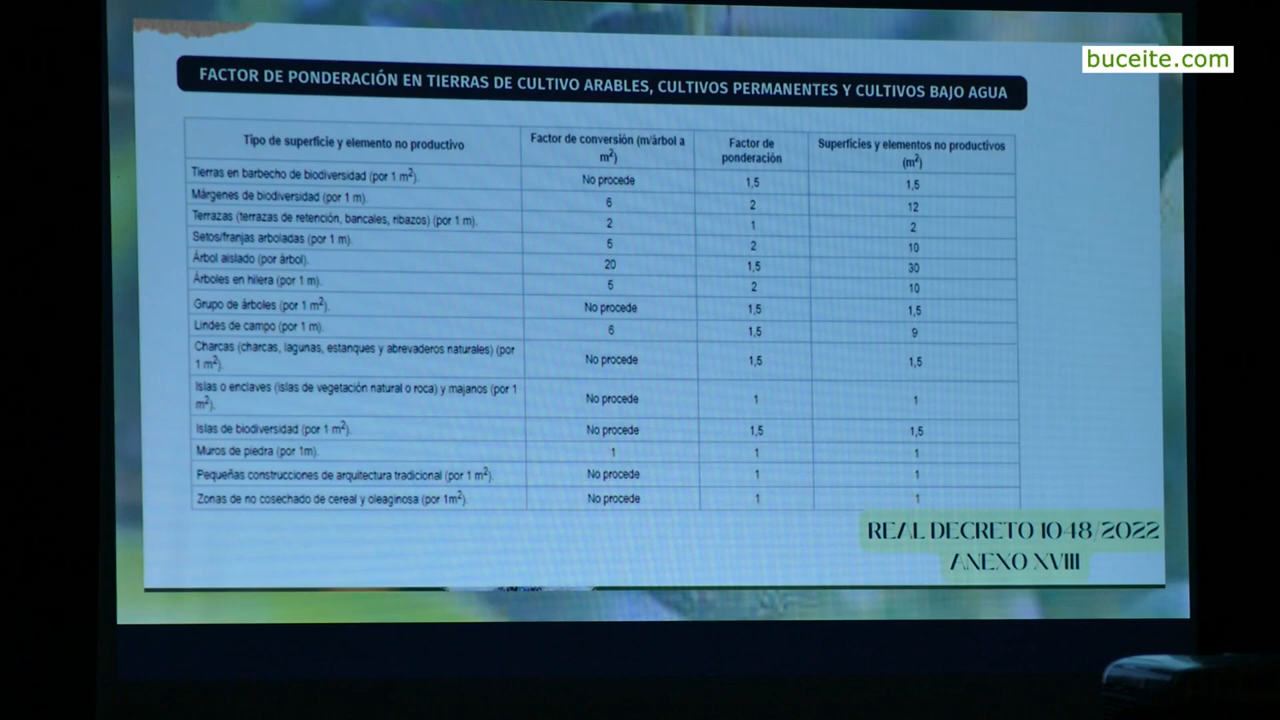 buceite.com
FACTOR DE PONDERACIÓN EN TIERRAS DE CULTIVO ARABLES, CULTIVOS PERMANENTES Y CULTIVOS BAJO AGUA
Tipo de superficie y elemento no productivo Factor de conversión (m/árbol a m²) Factor de ponderación Superficies y elementos no productivos (m²)
Tierras en barbecho de biodiversidad (por 1 m²). No procede 1,5 1,5
Márgenes de biodiversidad (por 1 m). 6 2 12
Terrazas (terrazas de retención, bancales, ribazos) (por 1 m). 2 1 2
Setos/franjas arboladas (por 1 m). 5 2 10
Árbol aislado (por árbol). 20 1,5 30
Árboles en hilera (por 1 m). 5 2 10
Grupo de árboles (por 1 m²). No procede 1,5 1,5
Lindes de campo (por 1 m). 6 1,5 9
Charcas (charcas, lagunas, estanques y abrevaderos naturales) (por 1 m²). No procede 1,5 1,5
Islas o enclaves (islas de vegetación natural o roca) y majanos (por 1 m²). No procede 1 1
Islas de biodiversidad (por 1 m²). No procede 1,5 1,5
Muros de piedra (por 1m). 1 1 1
Pequeñas construcciones de arquitectura tradicional (por 1 m²). No procede 1 1
Zonas de no cosechado de cereal y oleaginosa (por 1m²). No procede 1 1
REAL DECRETO 1048/2022
ANEXO XVIII